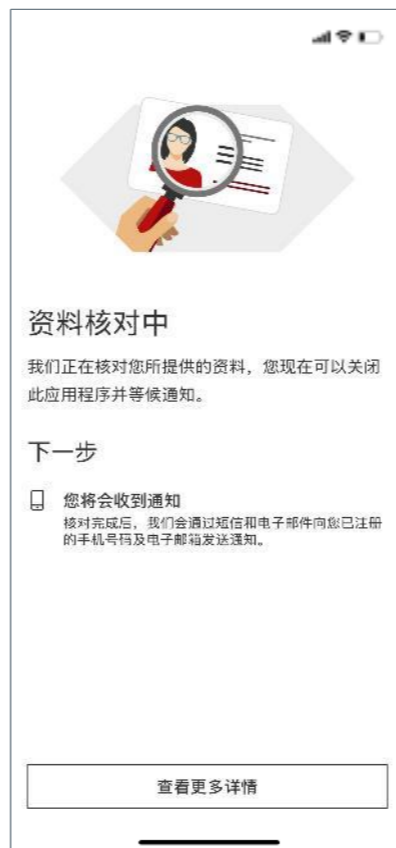 资料核对中
我们正在核对您所提供的资料，您现在可以关闭
此应用程序并等候通知。
下一步
您将会收到通知
核对完成后，我们会通过短信和电子邮件向您已注册
的手机号码及电子邮箱发送通知。
查看更多详情